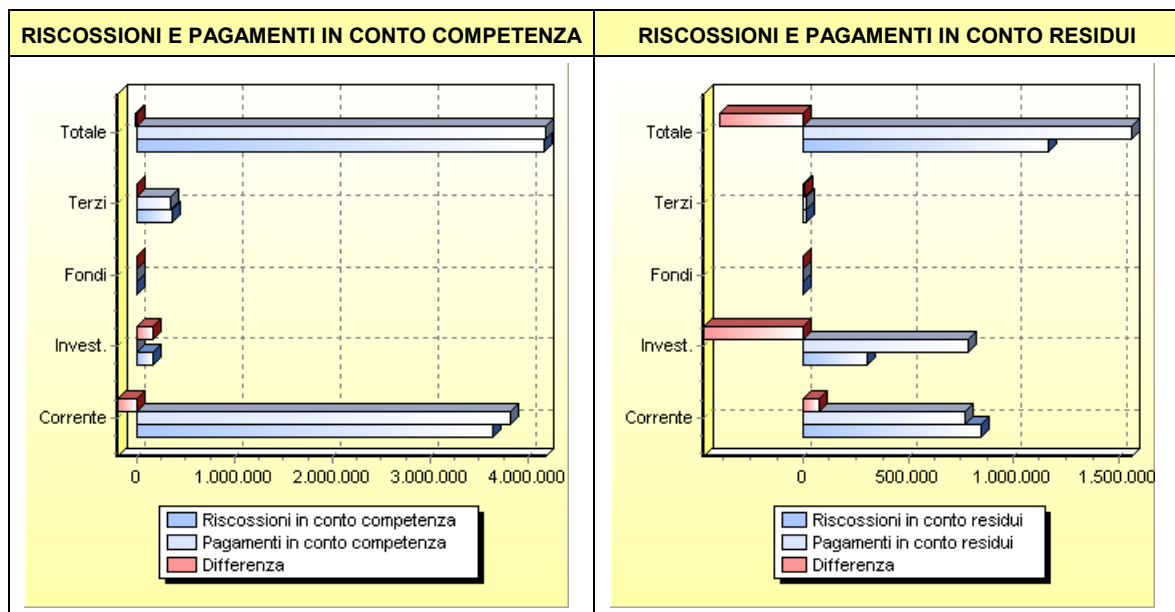 RISCOSSIONI E PAGAMENTI IN CONTO COMPETENZA
Totale
Terzi
Fondi
Invest.
Corrente
0 1.000.000 2.000.000 3.000.000 4.000.000
Riscossioni in conto competenza
Pagamenti in conto competenza
Differenza
RISCOSSIONI E PAGAMENTI IN CONTO RESIDUI
Totale
Terzi
Fondi
Invest.
Corrente
0 500.000 1.000.000 1.500.000
Riscossioni in conto residui
Pagamenti in conto residui
Differenza